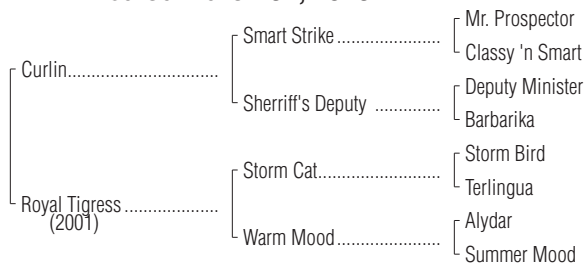 Mr. Prospector
Smart Strike
Classy 'n Smart
Curlin
Deputy Minister
Sherriff's Deputy
Barbarika
Storm Bird
Storm Cat
Terlingua
Royal Tigress
(2001)
Alydar
Warm Mood
Summer Mood